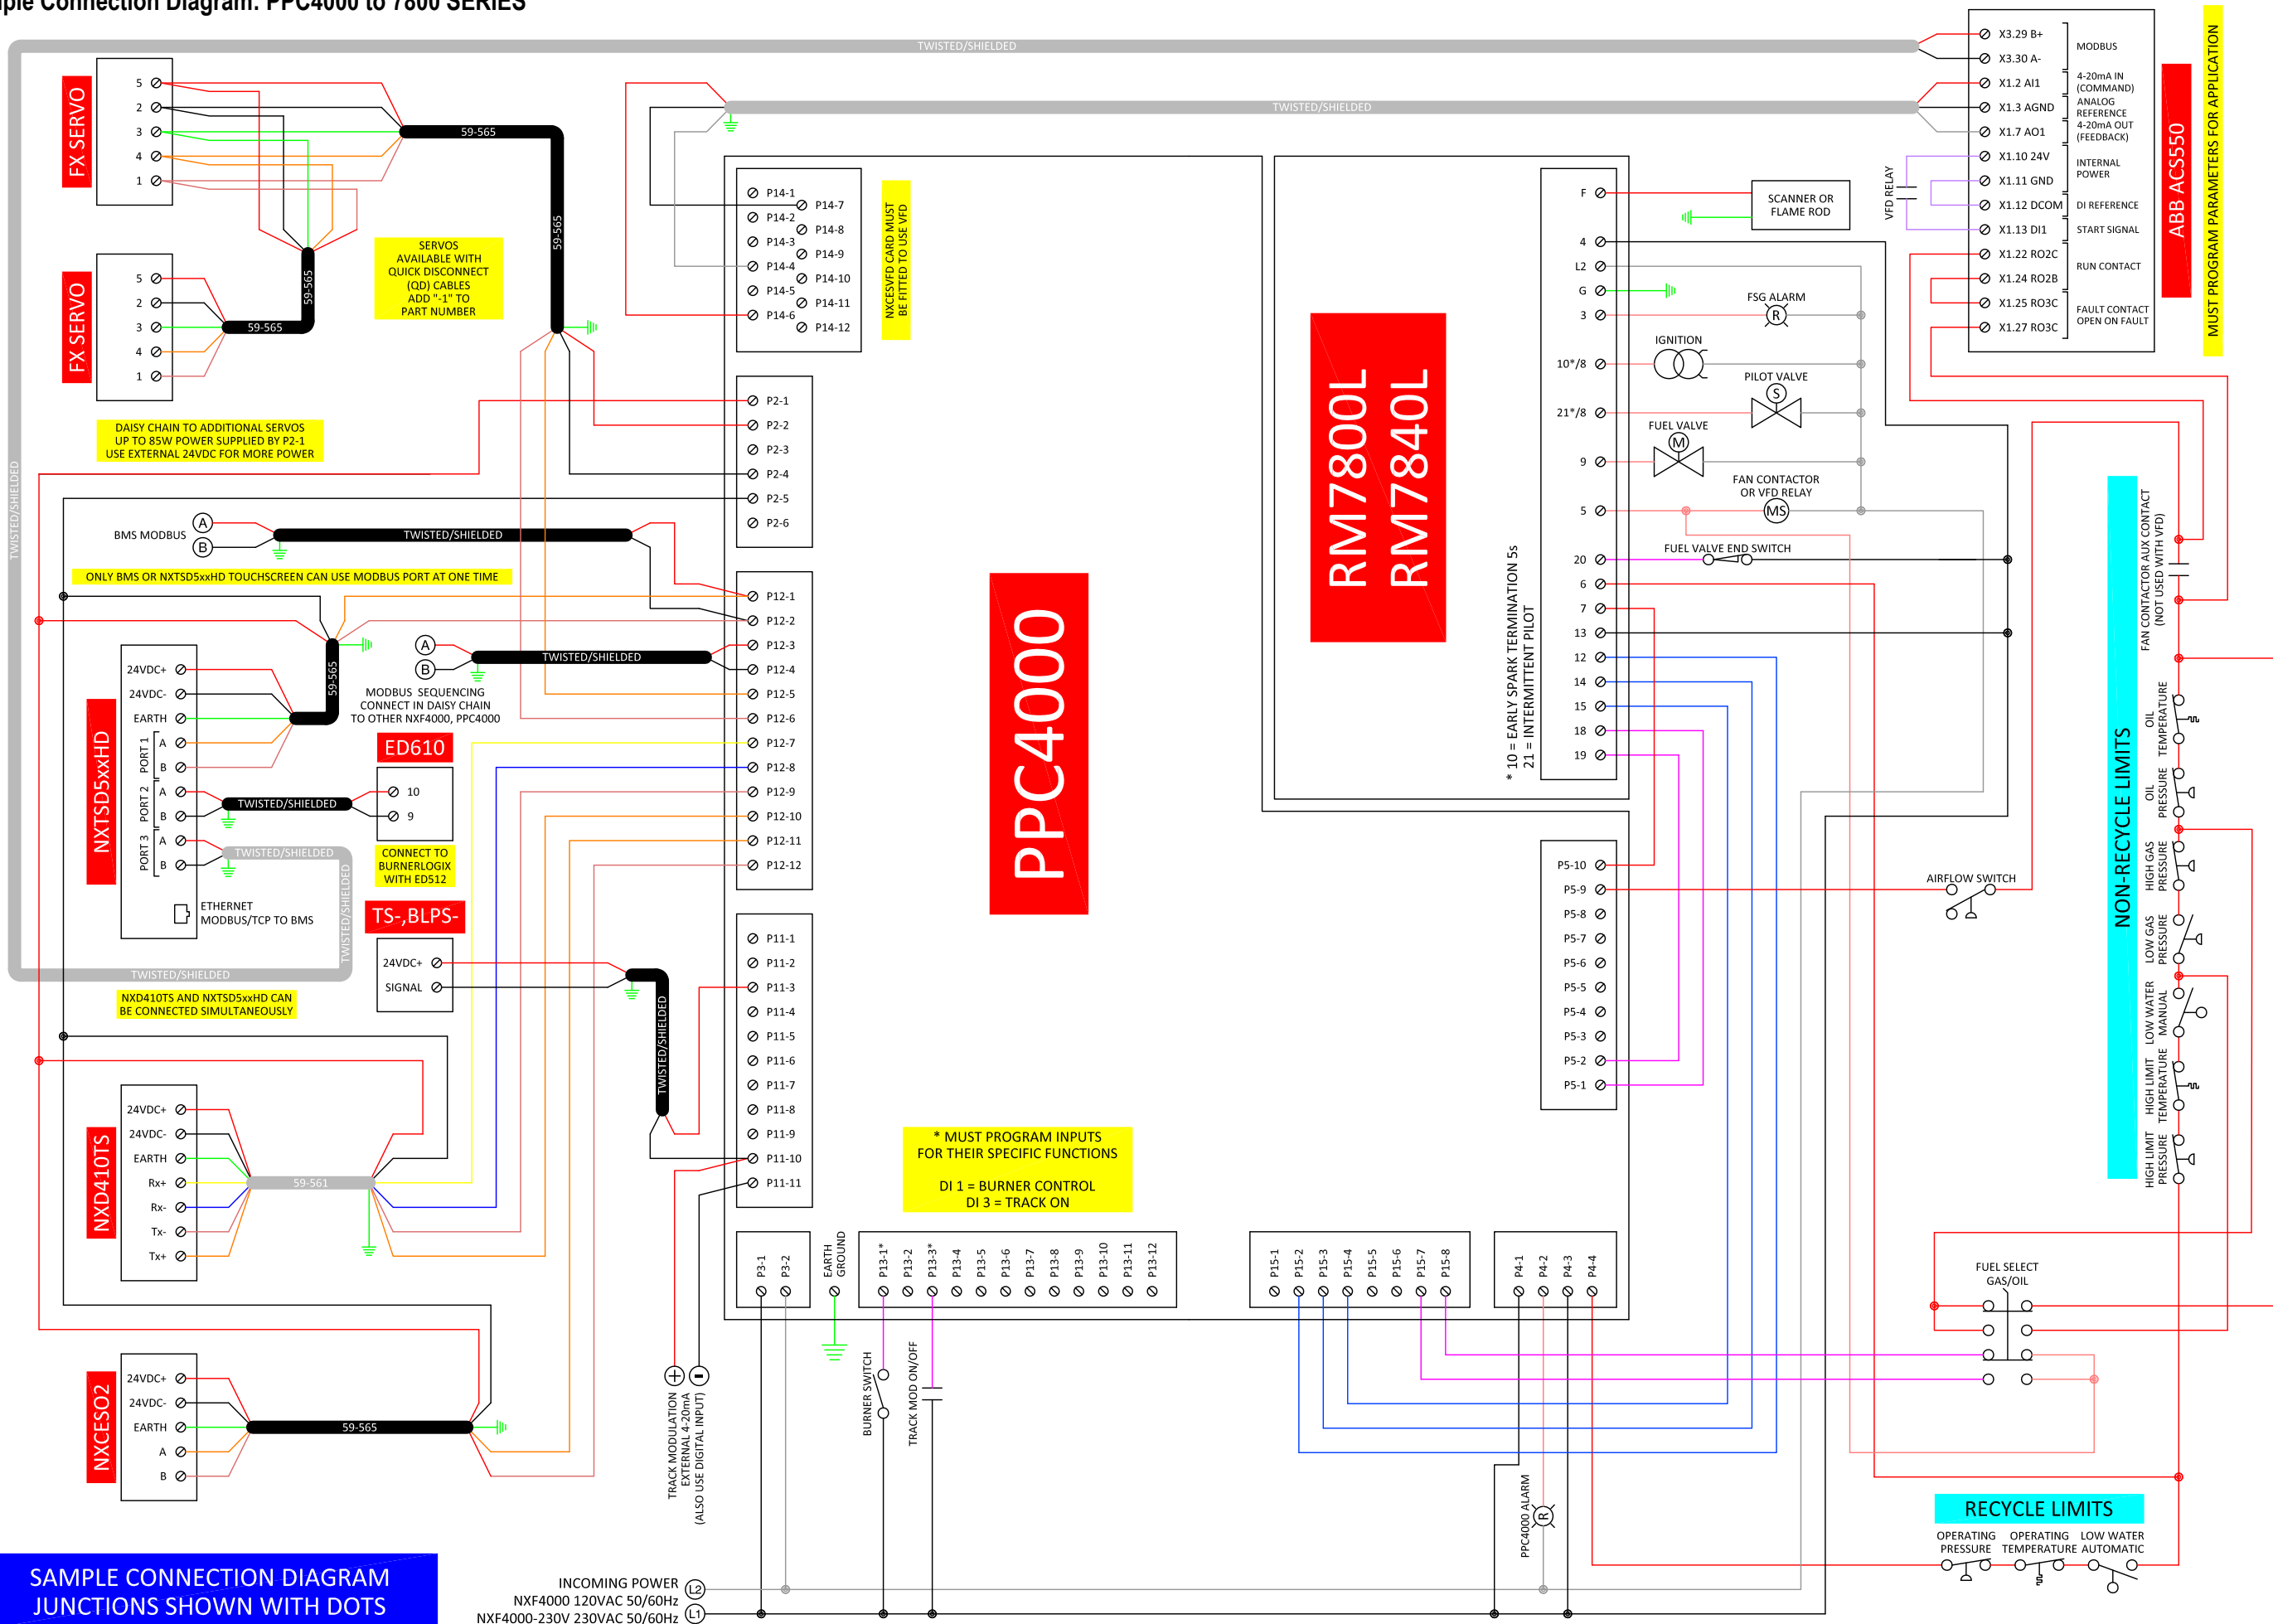 ple Connection Diagram: PPC4000 to 7800 SERIES
TWISTED/SHIELDED
FX SERVO
5
2
3
4
1
59-565
59-565
59-565
FX SERVO
5
2
3
4
1
59-565
SERVOS
AVAILABLE WITH
QUICK DISCONNECT
(QD) CABLES
ADD "-1" TO
PART NUMBER
DAISY CHAIN TO ADDITIONAL SERVOS
UP TO 85W POWER SUPPLIED BY P2-1
USE EXTERNAL 24VDC FOR MORE POWER
TWISTED/SHIELDED
BMS MODBUS
A
B
TWISTED/SHIELDED
ONLY BMS OR NXTSD5xxHD TOUCHSCREEN CAN USE MODBUS PORT AT ONE TIME
NXTSD5xxHD
24VDC+
24VDC-
EARTH
PORT 1
A
B
PORT 2
A
B
PORT 3
A
B
ETHERNET
MODBUS/TCP TO BMS
59-565
A
B
TWISTED/SHIELDED
MODBUS SEQUENCING
CONNECT IN DAISY CHAIN
TO OTHER NXF4000, PPC4000
ED610
10
9
TWISTED/SHIELDED
CONNECT TO
BURNERLOGIX
WITH ED512
TWISTED/SHIELDED
TWISTED/SHIELDED
TWISTED/SHIELDED
TS-,BLPS-
24VDC+
SIGNAL
TWISTED/SHIELDED
NXD410TS AND NXTSD5xxHD CAN
BE CONNECTED SIMULTANEOUSLY
NXD410TS
24VDC+
24VDC-
EARTH
Rx+
Rx-
Tx-
Tx+
59-561
NXCESO2
24VDC+
24VDC-
EARTH
A
B
59-565
SAMPLE CONNECTION DIAGRAM
JUNCTIONS SHOWN WITH DOTS
TWISTED/SHIELDED
P14-1
P14-7
P14-2
P14-8
P14-3
P14-9
P14-4
P14-10
P14-5
P14-11
P14-6
P14-12
NXCESVFD CARD MUST
BE FITTED TO USE VFD
P2-1
P2-2
P2-3
P2-4
P2-5
P2-6
P12-1
P12-2
P12-3
P12-4
P12-5
P12-6
P12-7
P12-8
P12-9
P12-10
P12-11
P12-12
P11-1
P11-2
P11-3
P11-4
P11-5
P11-6
P11-7
P11-8
P11-9
P11-10
P11-11
PPC4000
* MUST PROGRAM INPUTS
FOR THEIR SPECIFIC FUNCTIONS
DI 1 = BURNER CONTROL
DI 3 = TRACK ON
P3-1
P3-2
EARTH
GROUND
P13-1*
P13-2
P13-3*
P13-4
P13-5
P13-6
P13-7
P13-8
P13-9
P13-10
P13-11
P13-12
P15-1
P15-2
P15-3
P15-4
P15-5
P15-6
P15-7
P15-8
P4-1
P4-2
P4-3
P4-4
TRACK MODULATION
EXTERNAL 4-20mA
(ALSO USE DIGITAL INPUT)
BURNER SWITCH
TRACK MOD ON/OFF
PPC4000 ALARM
R
INCOMING POWER
NXF4000 120VAC 50/60Hz
NXF4000-230V 230VAC 50/60Hz
L2
L1
RM7800L
RM7840L
* 10 = EARLY SPARK TERMINATION 5s
21 = INTERMITTENT PILOT
F
4
L2
G
3
10*/8
21*/8
9
5
20
6
7
13
12
14
15
18
19
P5-10
P5-9
P5-8
P5-7
P5-6
P5-5
P5-4
P5-3
P5-2
P5-1
SCANNER OR
FLAME ROD
FSG ALARM
R
IGNITION
PILOT VALVE
S
FUEL VALVE
M
FAN CONTACTOR
OR VFD RELAY
MS
FUEL VALVE END SWITCH
VFD RELAY
X3.29 B+
X3.30 A-
X1.2 AI1
X1.3 AGND
X1.7 AO1
X1.10 24V
X1.11 GND
X1.12 DCOM
X1.13 DI1
X1.22 RO2C
X1.24 RO2B
X1.25 RO3C
X1.27 RO3C
MODBUS
4-20mA IN
(COMMAND)
ANALOG
REFERENCE
4-20mA OUT
(FEEDBACK)
INTERNAL
POWER
DI REFERENCE
START SIGNAL
RUN CONTACT
FAULT CONTACT
OPEN ON FAULT
ABB ACS550
MUST PROGRAM PARAMETERS FOR APPLICATION
FAN CONTACTOR AUX CONTACT
(NOT USED WITH VFD)
NON-RECYCLE LIMITS
OIL
TEMPERATURE
OIL
PRESSURE
HIGH GAS
PRESSURE
LOW GAS
PRESSURE
LOW WATER
MANUAL
HIGH LIMIT
TEMPERATURE
HIGH LIMIT
PRESSURE
AIRFLOW SWITCH
FUEL SELECT
GAS/OIL
RECYCLE LIMITS
OPERATING
PRESSURE
OPERATING
TEMPERATURE
LOW WATER
AUTOMATIC